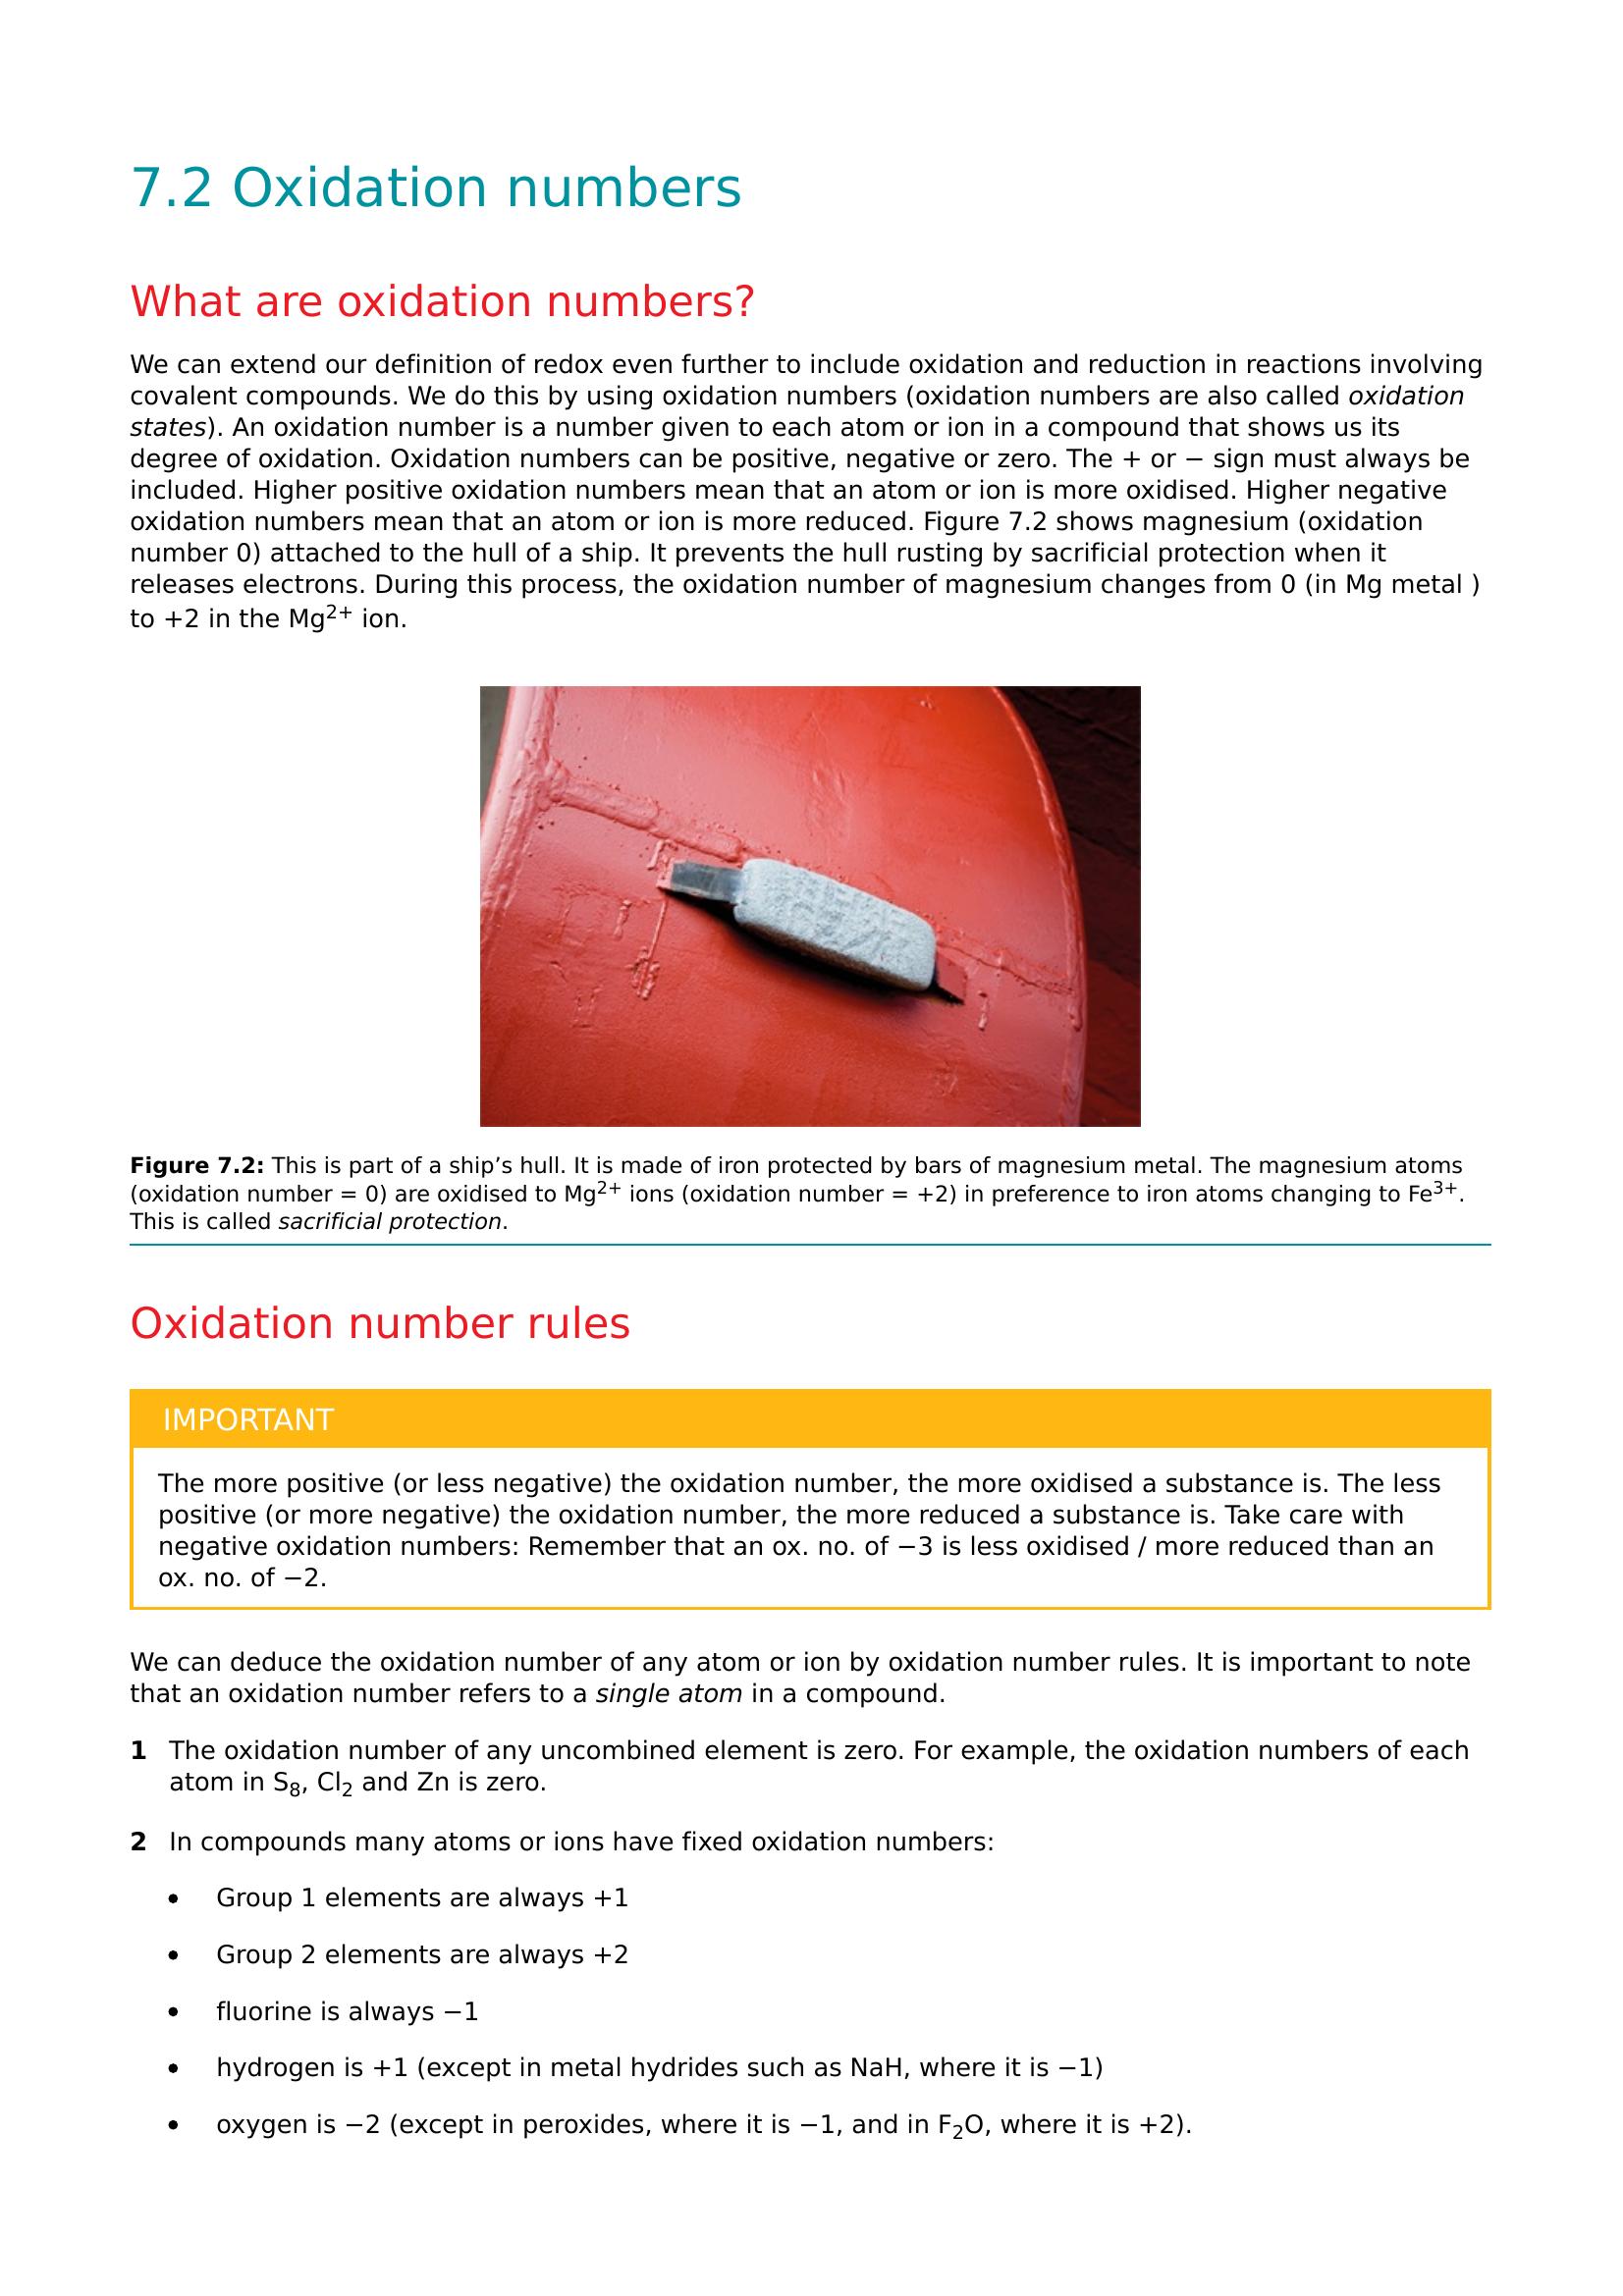 7.2 Oxidation numbers
What are oxidation numbers?
We can extend our definition of redox even further to include oxidation and reduction in reactions involving
covalent compounds. We do this by using oxidation numbers (oxidation numbers are also called oxidation
states). An oxidation number is a number given to each atom or ion in a compound that shows us its
degree of oxidation. Oxidation numbers can be positive, negative or zero. The + or − sign must always be
included. Higher positive oxidation numbers mean that an atom or ion is more oxidised. Higher negative
oxidation numbers mean that an atom or ion is more reduced. Figure 7.2 shows magnesium (oxidation
number 0) attached to the hull of a ship. It prevents the hull rusting by sacrificial protection when it
releases electrons. During this process, the oxidation number of magnesium changes from 0 (in Mg metal )
to +2 in the Mg²⁺ ion.
Figure 7.2: This is part of a ship’s hull. It is made of iron protected by bars of magnesium metal. The magnesium atoms
(oxidation number = 0) are oxidised to Mg²⁺ ions (oxidation number = +2) in preference to iron atoms changing to Fe³⁺.
This is called sacrificial protection.
Oxidation number rules
IMPORTANT
The more positive (or less negative) the oxidation number, the more oxidised a substance is. The less
positive (or more negative) the oxidation number, the more reduced a substance is. Take care with
negative oxidation numbers: Remember that an ox. no. of −3 is less oxidised / more reduced than an
ox. no. of −2.
We can deduce the oxidation number of any atom or ion by oxidation number rules. It is important to note
that an oxidation number refers to a single atom in a compound.
1 The oxidation number of any uncombined element is zero. For example, the oxidation numbers of each
atom in S₈, Cl₂ and Zn is zero.
2 In compounds many atoms or ions have fixed oxidation numbers:
• Group 1 elements are always +1
• Group 2 elements are always +2
• fluorine is always −1
• hydrogen is +1 (except in metal hydrides such as NaH, where it is −1)
• oxygen is −2 (except in peroxides, where it is −1, and in F₂O, where it is +2).